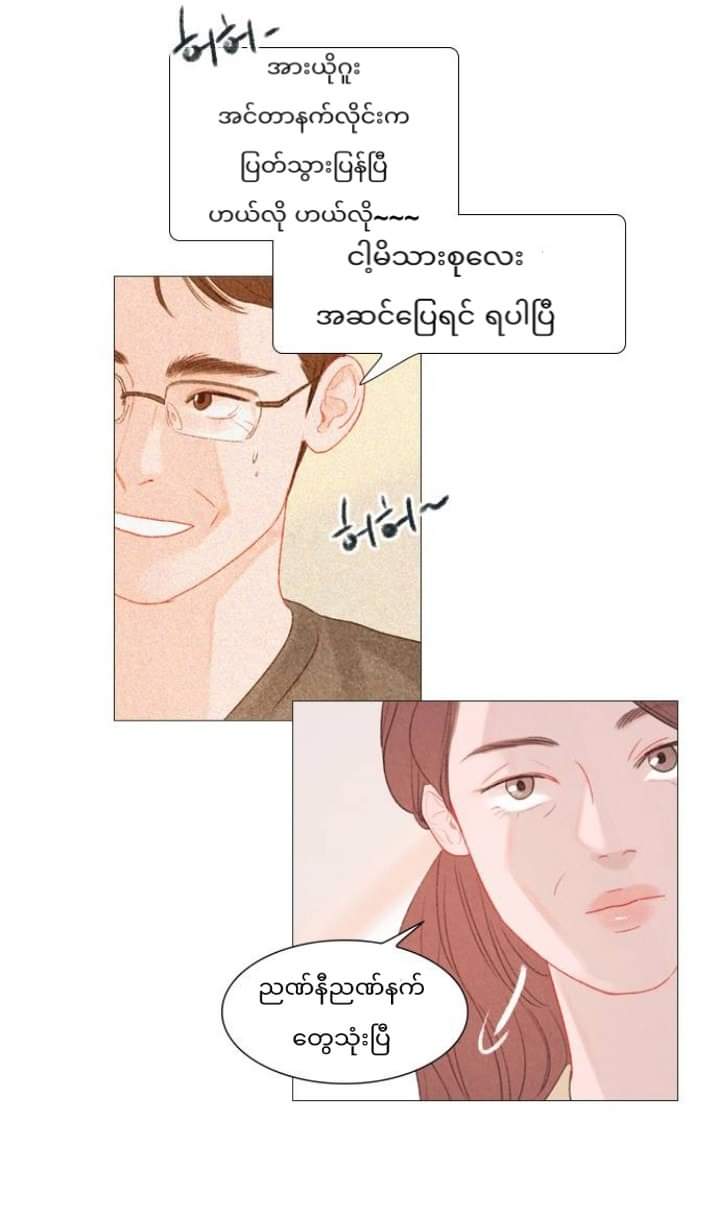 허허~
အားယိုဂူး
အင်တာနက်လိုင်းက
ပြတ်သွားပြန်ပြီ
ဟယ်လို ဟယ်လို~~~
ငါ့မိသားစုလေး
အဆင်ပြေရင် ရပါပြီ
허허~
ညဏ်နီညဏ်နက်
တွေသုံးပြီ